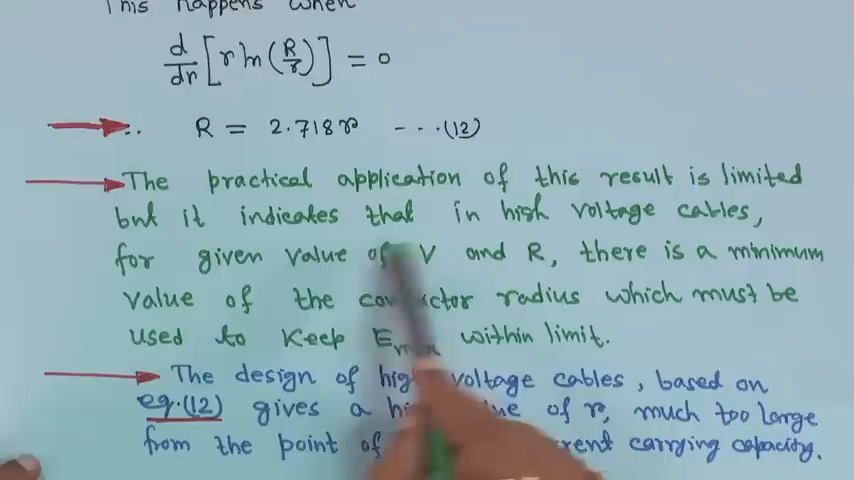 This happens when
d/dr [r ln (R/r)] = 0
∴ R = 2.718 r ---(12)
The practical application of this result is limited
but it indicates that in high voltage cables,
for given value of V and R, there is a minimum
value of the conductor radius which must be
used to keep Emax within limit.
The design of high voltage cables, based on
eq.(12) gives a high value of r, much too large
from the point of current carrying capacity.